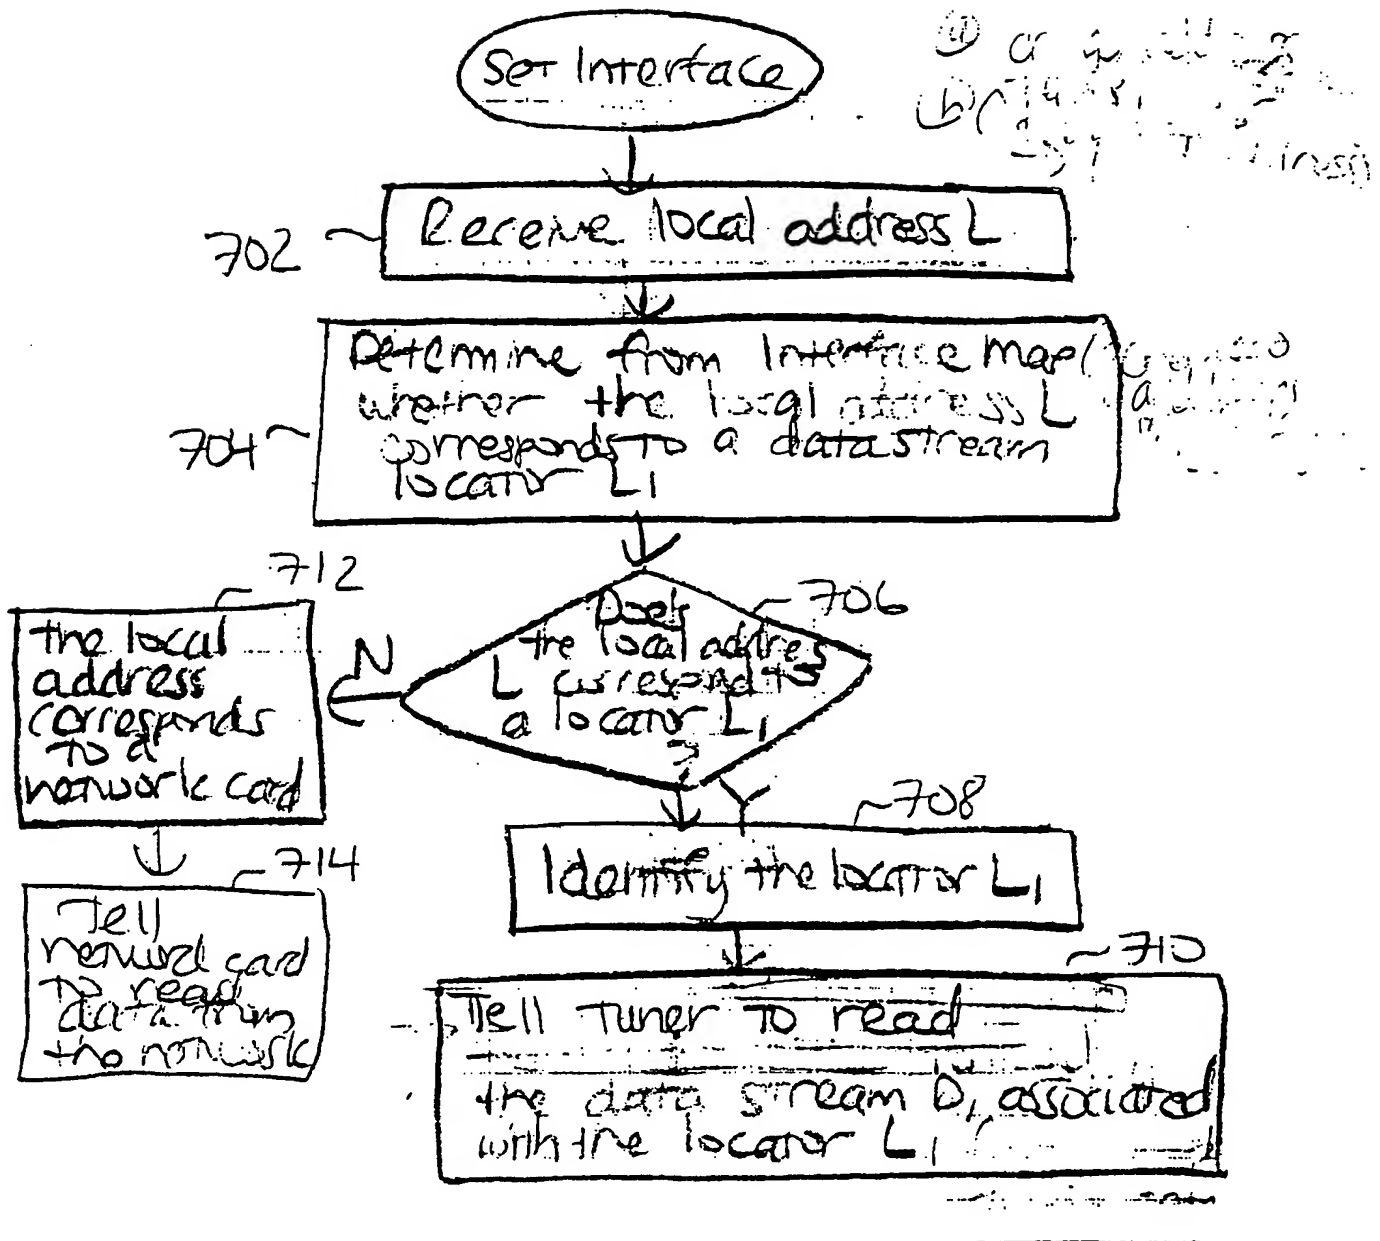 Set Interface
702
Receive local address L
704
Determine from Interface Map
whether the local address L
corresponds to a data stream
locator L1
706
Does
the local addres
L correspond to
a locator L1
?
N
Y
712
the local
address
corresponds
to a
network card
714
Tell
network card
to read
data from
the network
708
Identify the locator L1
710
Tell tuner to read
the data stream D1 associated
with the locator L1